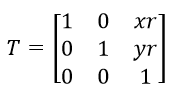 T = [1 0 xr
0 1 yr
0 0 1]